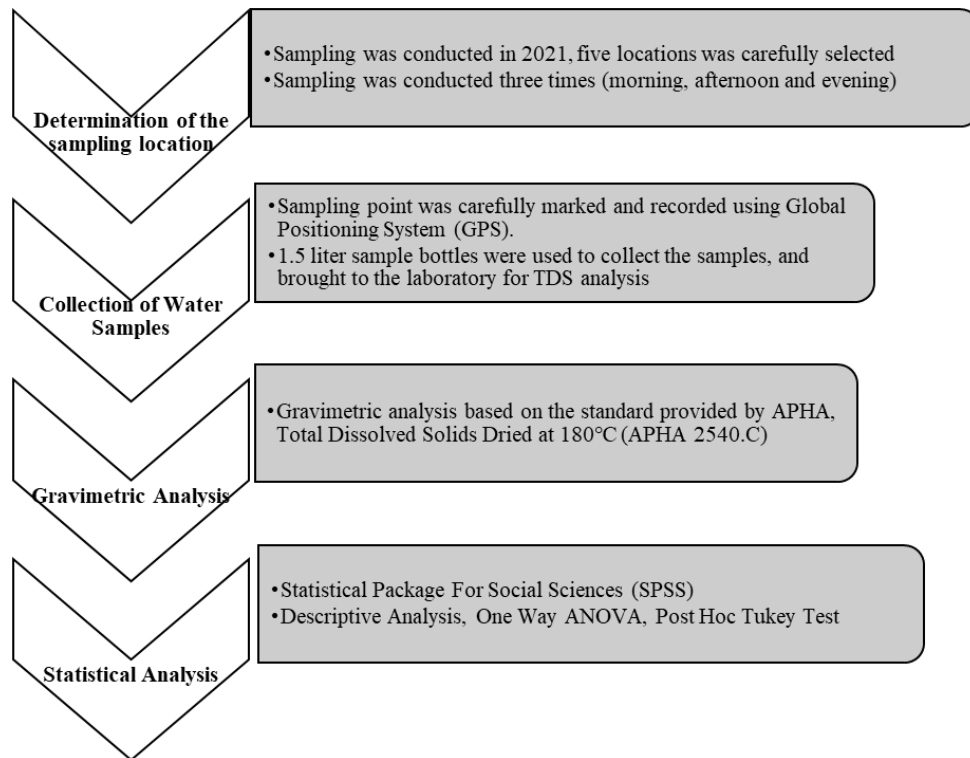 •Sampling was conducted in 2021, five locations was carefully selected
•Sampling was conducted three times (morning, afternoon and evening)
Determination of the
sampling location
•Sampling point was carefully marked and recorded using Global
Positioning System (GPS).
•1.5 liter sample bottles were used to collect the samples, and
brought to the laboratory for TDS analysis
Collection of Water
Samples
•Gravimetric analysis based on the standard provided by APHA,
Total Dissolved Solids Dried at 180°C (APHA 2540.C)
Gravimetric Analysis
•Statistical Package For Social Sciences (SPSS)
•Descriptive Analysis, One Way ANOVA, Post Hoc Tukey Test
Statistical Analysis